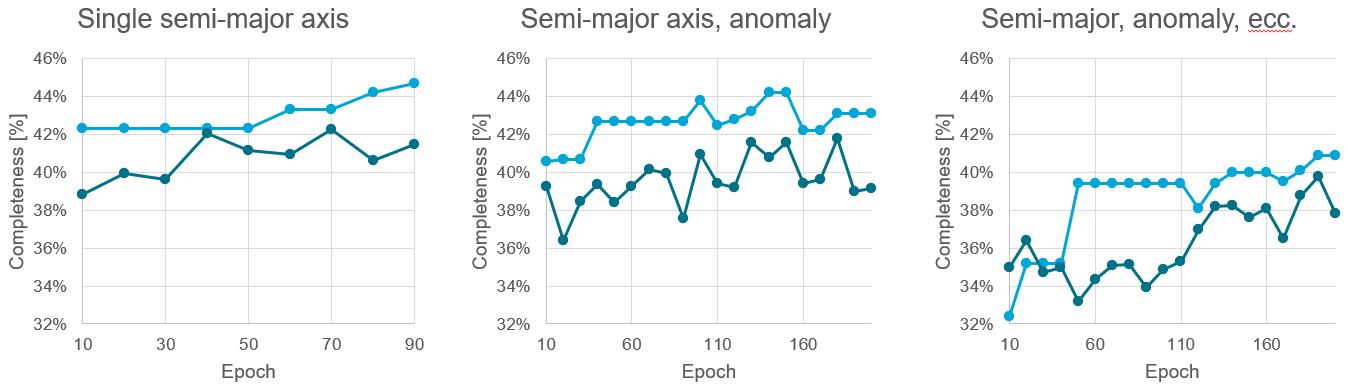 Single semi-major axis
46%
44%
42%
40%
38%
36%
34%
32%
Completeness [%]
10 30 50 70 90
Epoch
Semi-major axis, anomaly
46%
44%
42%
40%
38%
36%
34%
32%
Completeness [%]
10 60 110 160
Epoch
Semi-major, anomaly, ecc.
46%
44%
42%
40%
38%
36%
34%
32%
Completeness [%]
10 60 110 160
Epoch